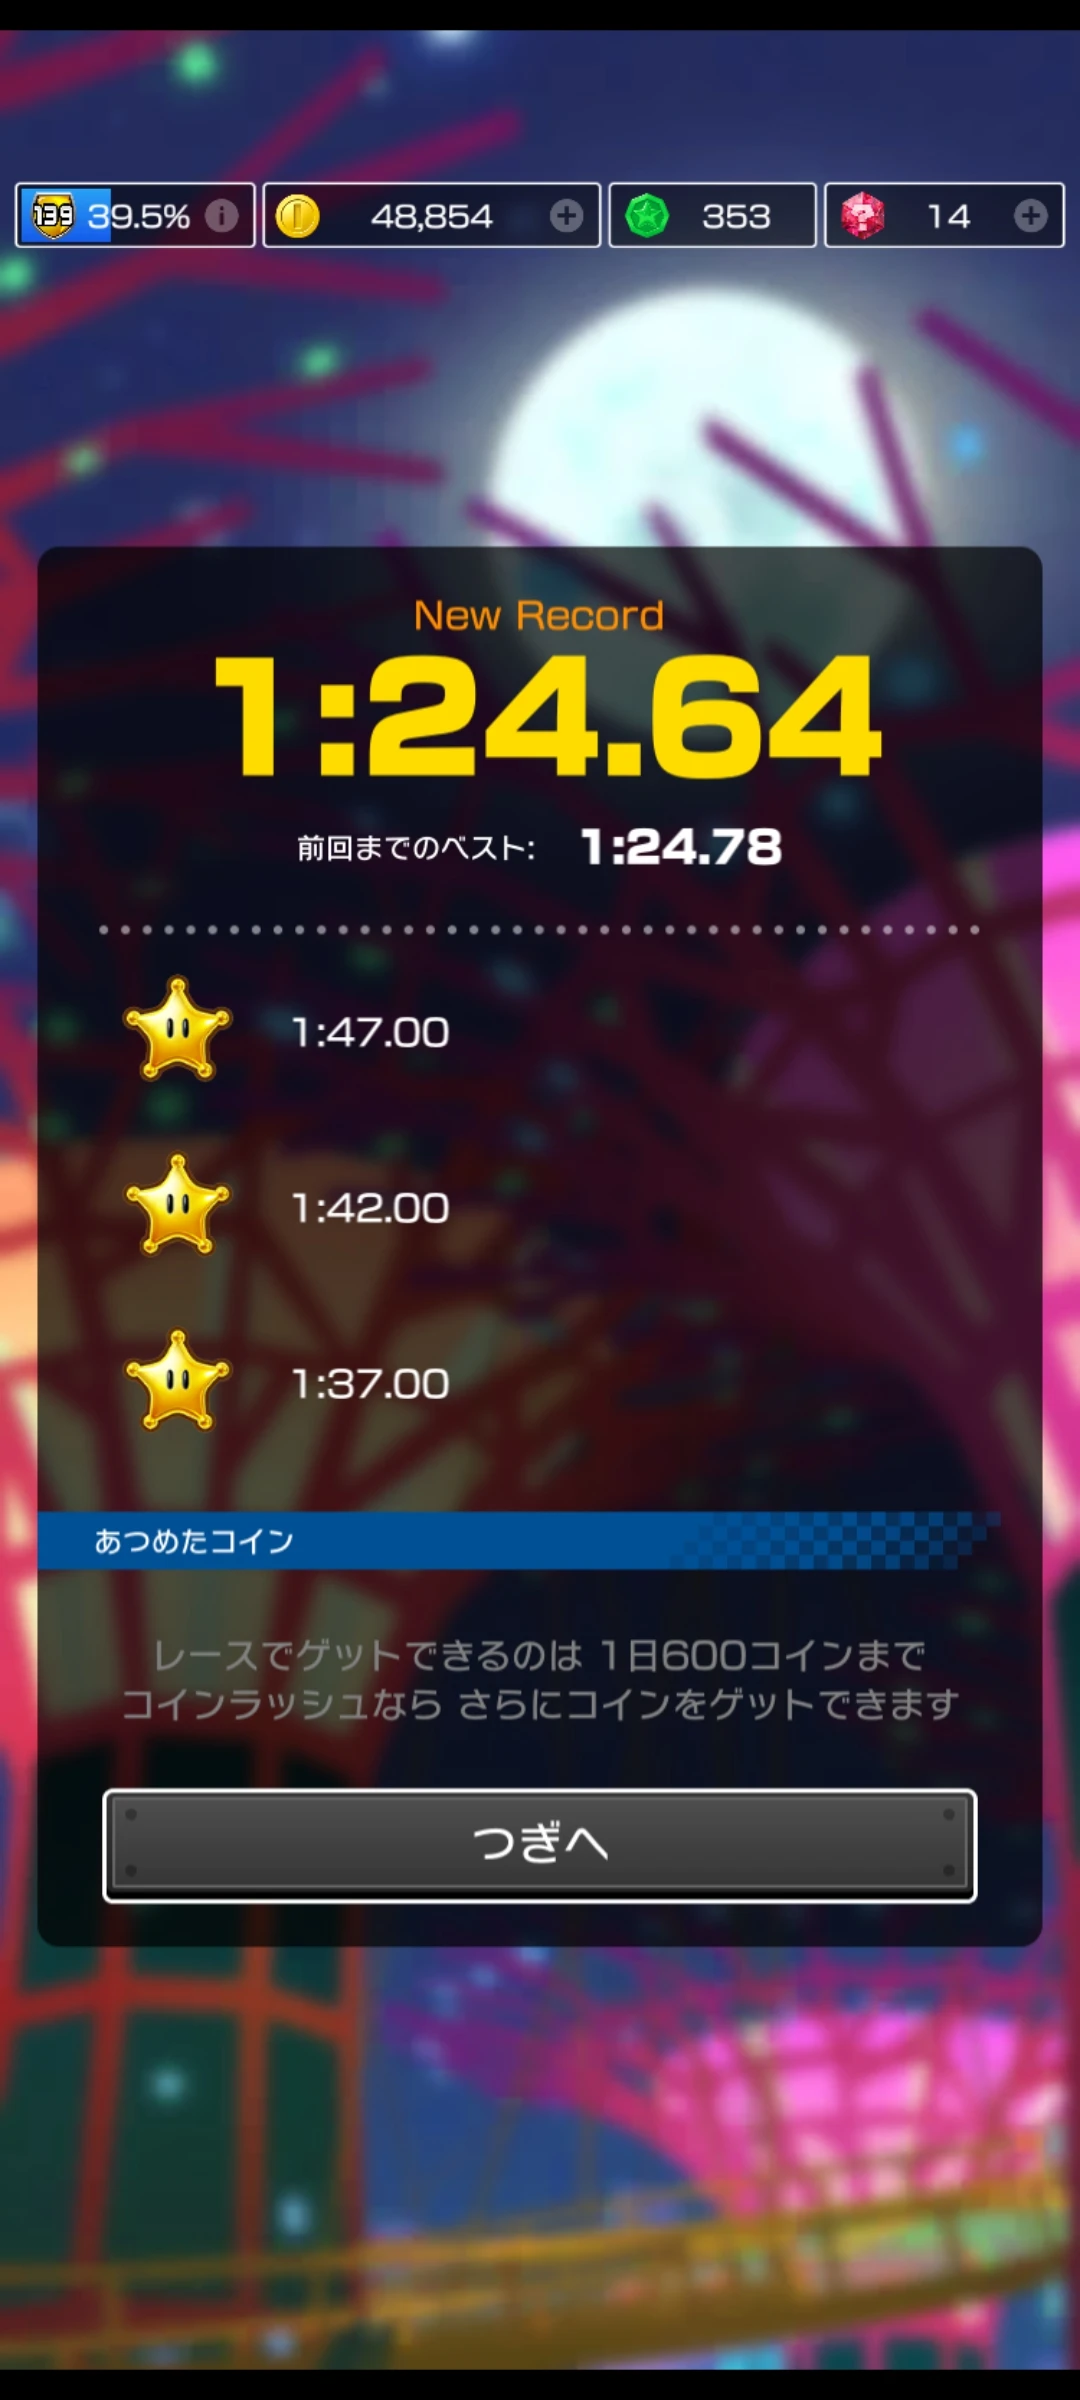 139 39.5% 48,854 353 14
New Record
1:24.64
前回までのベスト: 1:24.78
1:47.00
1:42.00
1:37.00
あつめたコイン
レースでゲットできるのは 1日600コインまで
コインラッシュなら さらにコインをゲットできます
つぎへ